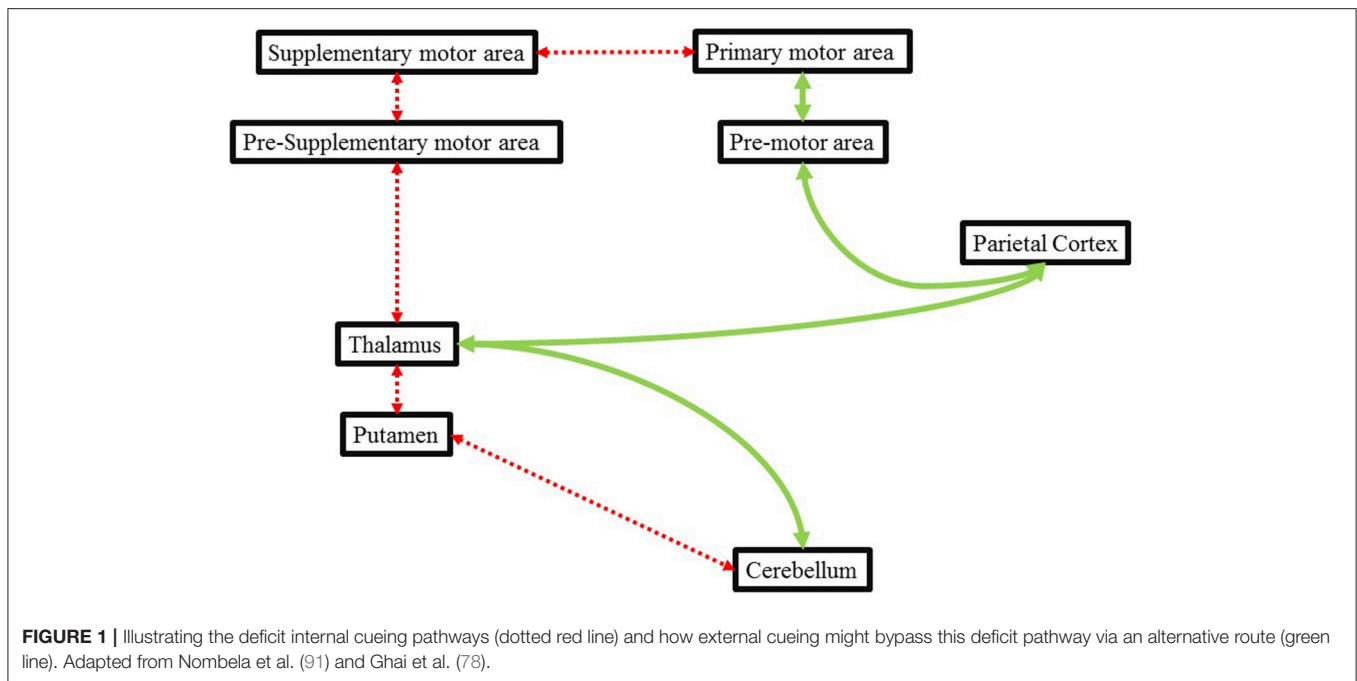 Supplementary motor area
Primary motor area
Pre-Supplementary motor area
Pre-motor area
Parietal Cortex
Thalamus
Putamen
Cerebellum
FIGURE 1 | Illustrating the deficit internal cueing pathways (dotted red line) and how external cueing might bypass this deficit pathway via an alternative route (green
line). Adapted from Nombela et al. (91) and Ghai et al. (78).